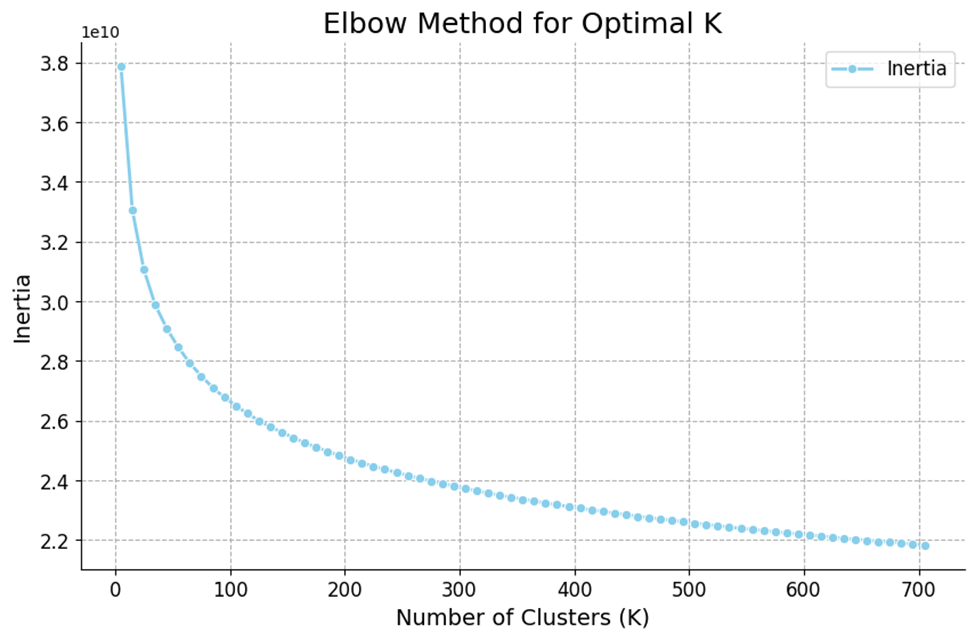 Elbow Method for Optimal K
1e10
3.8
3.6
3.4
3.2
3.0
2.8
2.6
2.4
2.2
Inertia
Inertia
0 100 200 300 400 500 600 700
Number of Clusters (K)